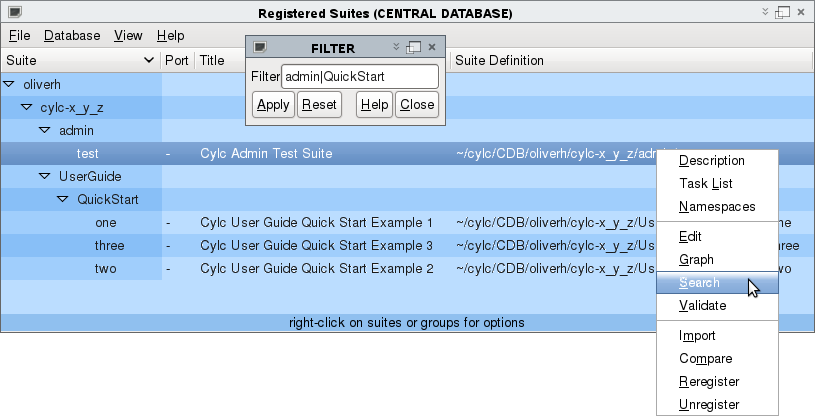 Registered Suites (CENTRAL DATABASE)
File Database View Help
FILTER
Filter admin|QuickStart
Apply Reset Help Close
Suite Port Title Suite Definition
oliverh
cylc-x_y_z
admin
test - Cylc Admin Test Suite ~/cylc/CDB/oliverh/cylc-x_y_z/admin
UserGuide
QuickStart
one - Cylc User Guide Quick Start Example 1 ~/cylc/CDB/oliverh/cylc-x_y_z/Us ne
three - Cylc User Guide Quick Start Example 3 ~/cylc/CDB/oliverh/cylc-x_y_z/Us hree
two - Cylc User Guide Quick Start Example 2 ~/cylc/CDB/oliverh/cylc-x_y_z/Us wo
right-click on suites or groups for options
Description
Task List
Namespaces
Edit
Graph
Search
Validate
Import
Compare
Reregister
Unregister